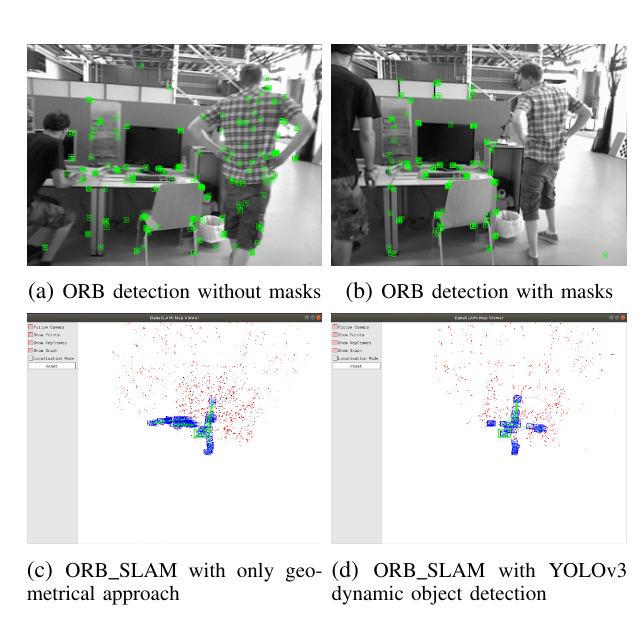 (a) ORB detection without masks
(b) ORB detection with masks
DynaSLAM: Map Viewer
Follow Camera
Show Points
Show KeyFrames
Show Graph
Localization Mode
Reset
DynaSLAM: Map Viewer
Follow Camera
Show Points
Show KeyFrames
Show Graph
Localization Mode
Reset
(c) ORB_SLAM with only geo-
metrical approach
(d) ORB_SLAM with YOLOv3
dynamic object detection